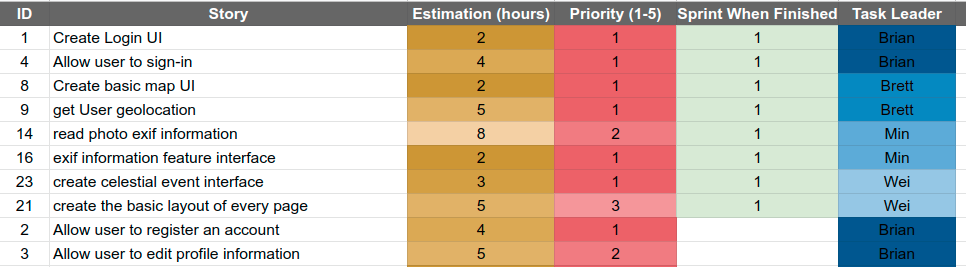 ID Story Estimation (hours) Priority (1-5) Sprint When Finished Task Leader
1 Create Login UI 2 1 1 Brian
4 Allow user to sign-in 4 1 1 Brian
8 Create basic map UI 2 1 1 Brett
9 get User geolocation 5 1 1 Brett
14 read photo exif information 8 2 1 Min
16 exif information feature interface 2 1 1 Min
23 create celestial event interface 3 1 1 Wei
21 create the basic layout of every page 5 3 1 Wei
2 Allow user to register an account 4 1 Brian
3 Allow user to edit profile information 5 2 Brian